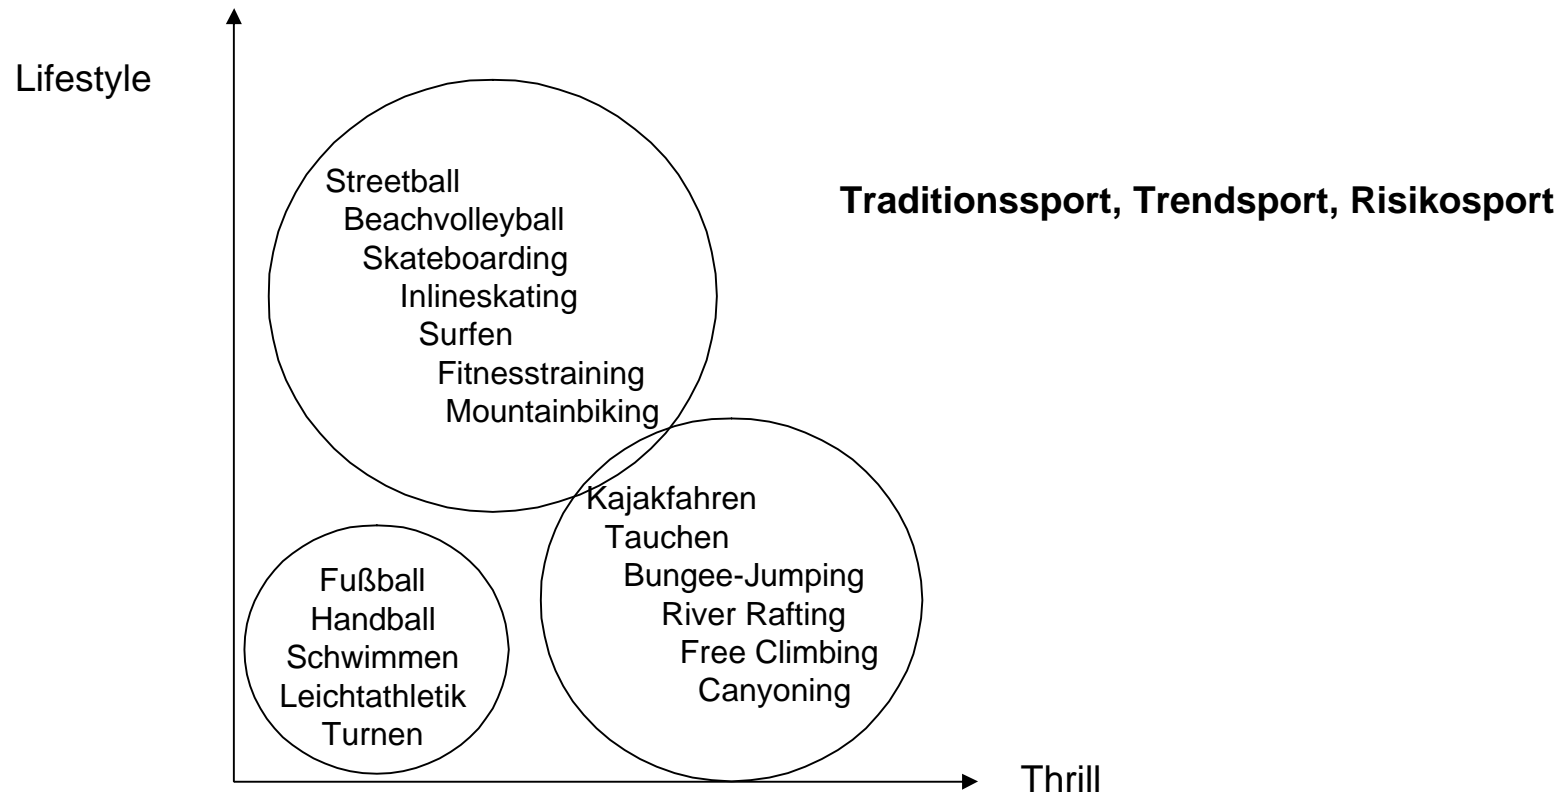 Lifestyle
Traditionssport, Trendsport, Risikosport
Streetball
Beachvolleyball
Skateboarding
Inlineskating
Surfen
Fitnesstraining
Mountainbiking
Kajakfahren
Tauchen
Bungee-Jumping
River Rafting
Free Climbing
Canyoning
Fußball
Handball
Schwimmen
Leichtathletik
Turnen
Thrill